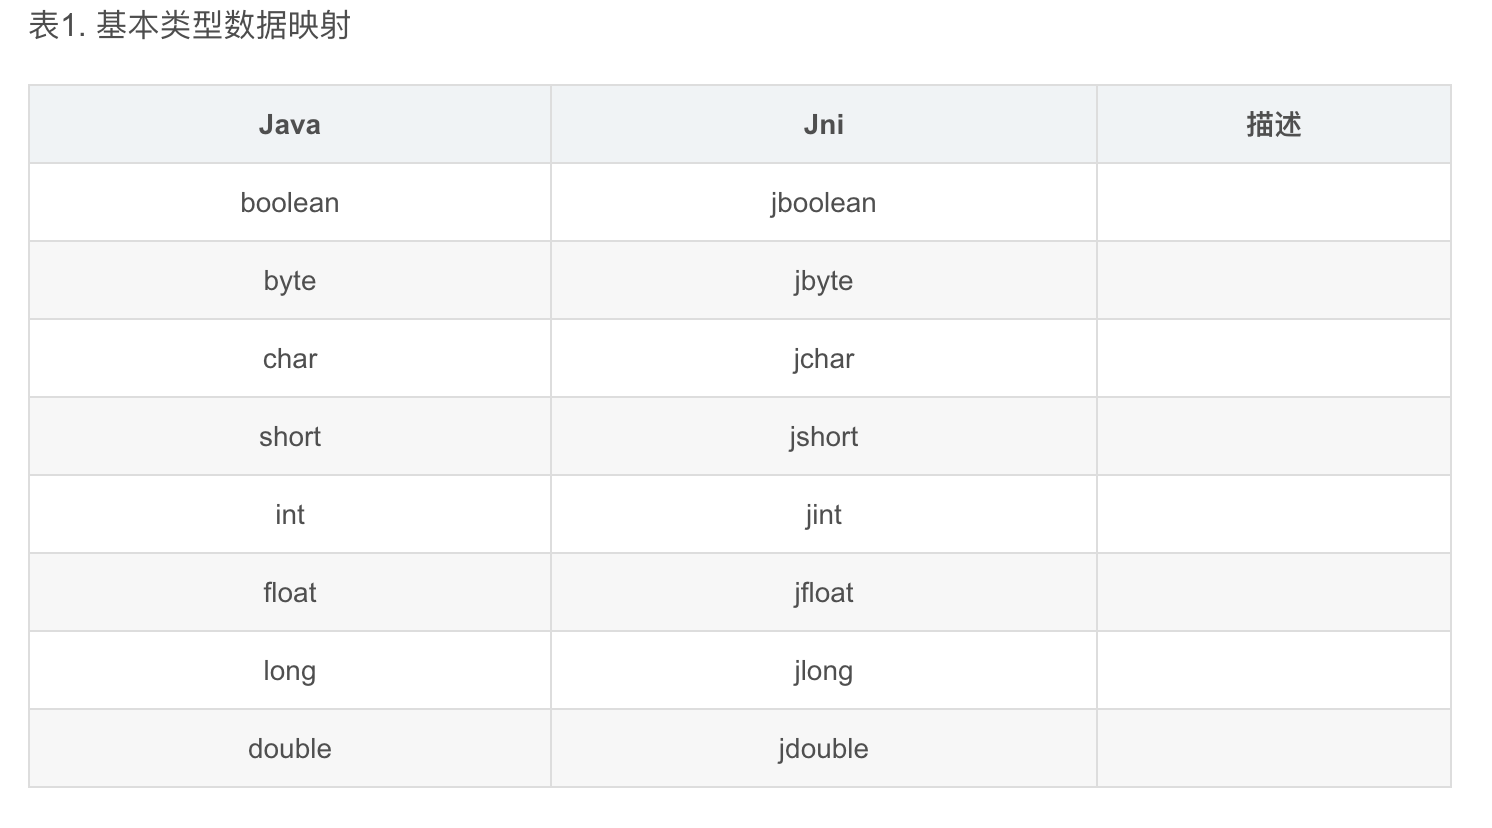 表1. 基本类型数据映射
Java Jni 描述
boolean jboolean
byte jbyte
char jchar
short jshort
int jint
float jfloat
long jlong
double jdouble